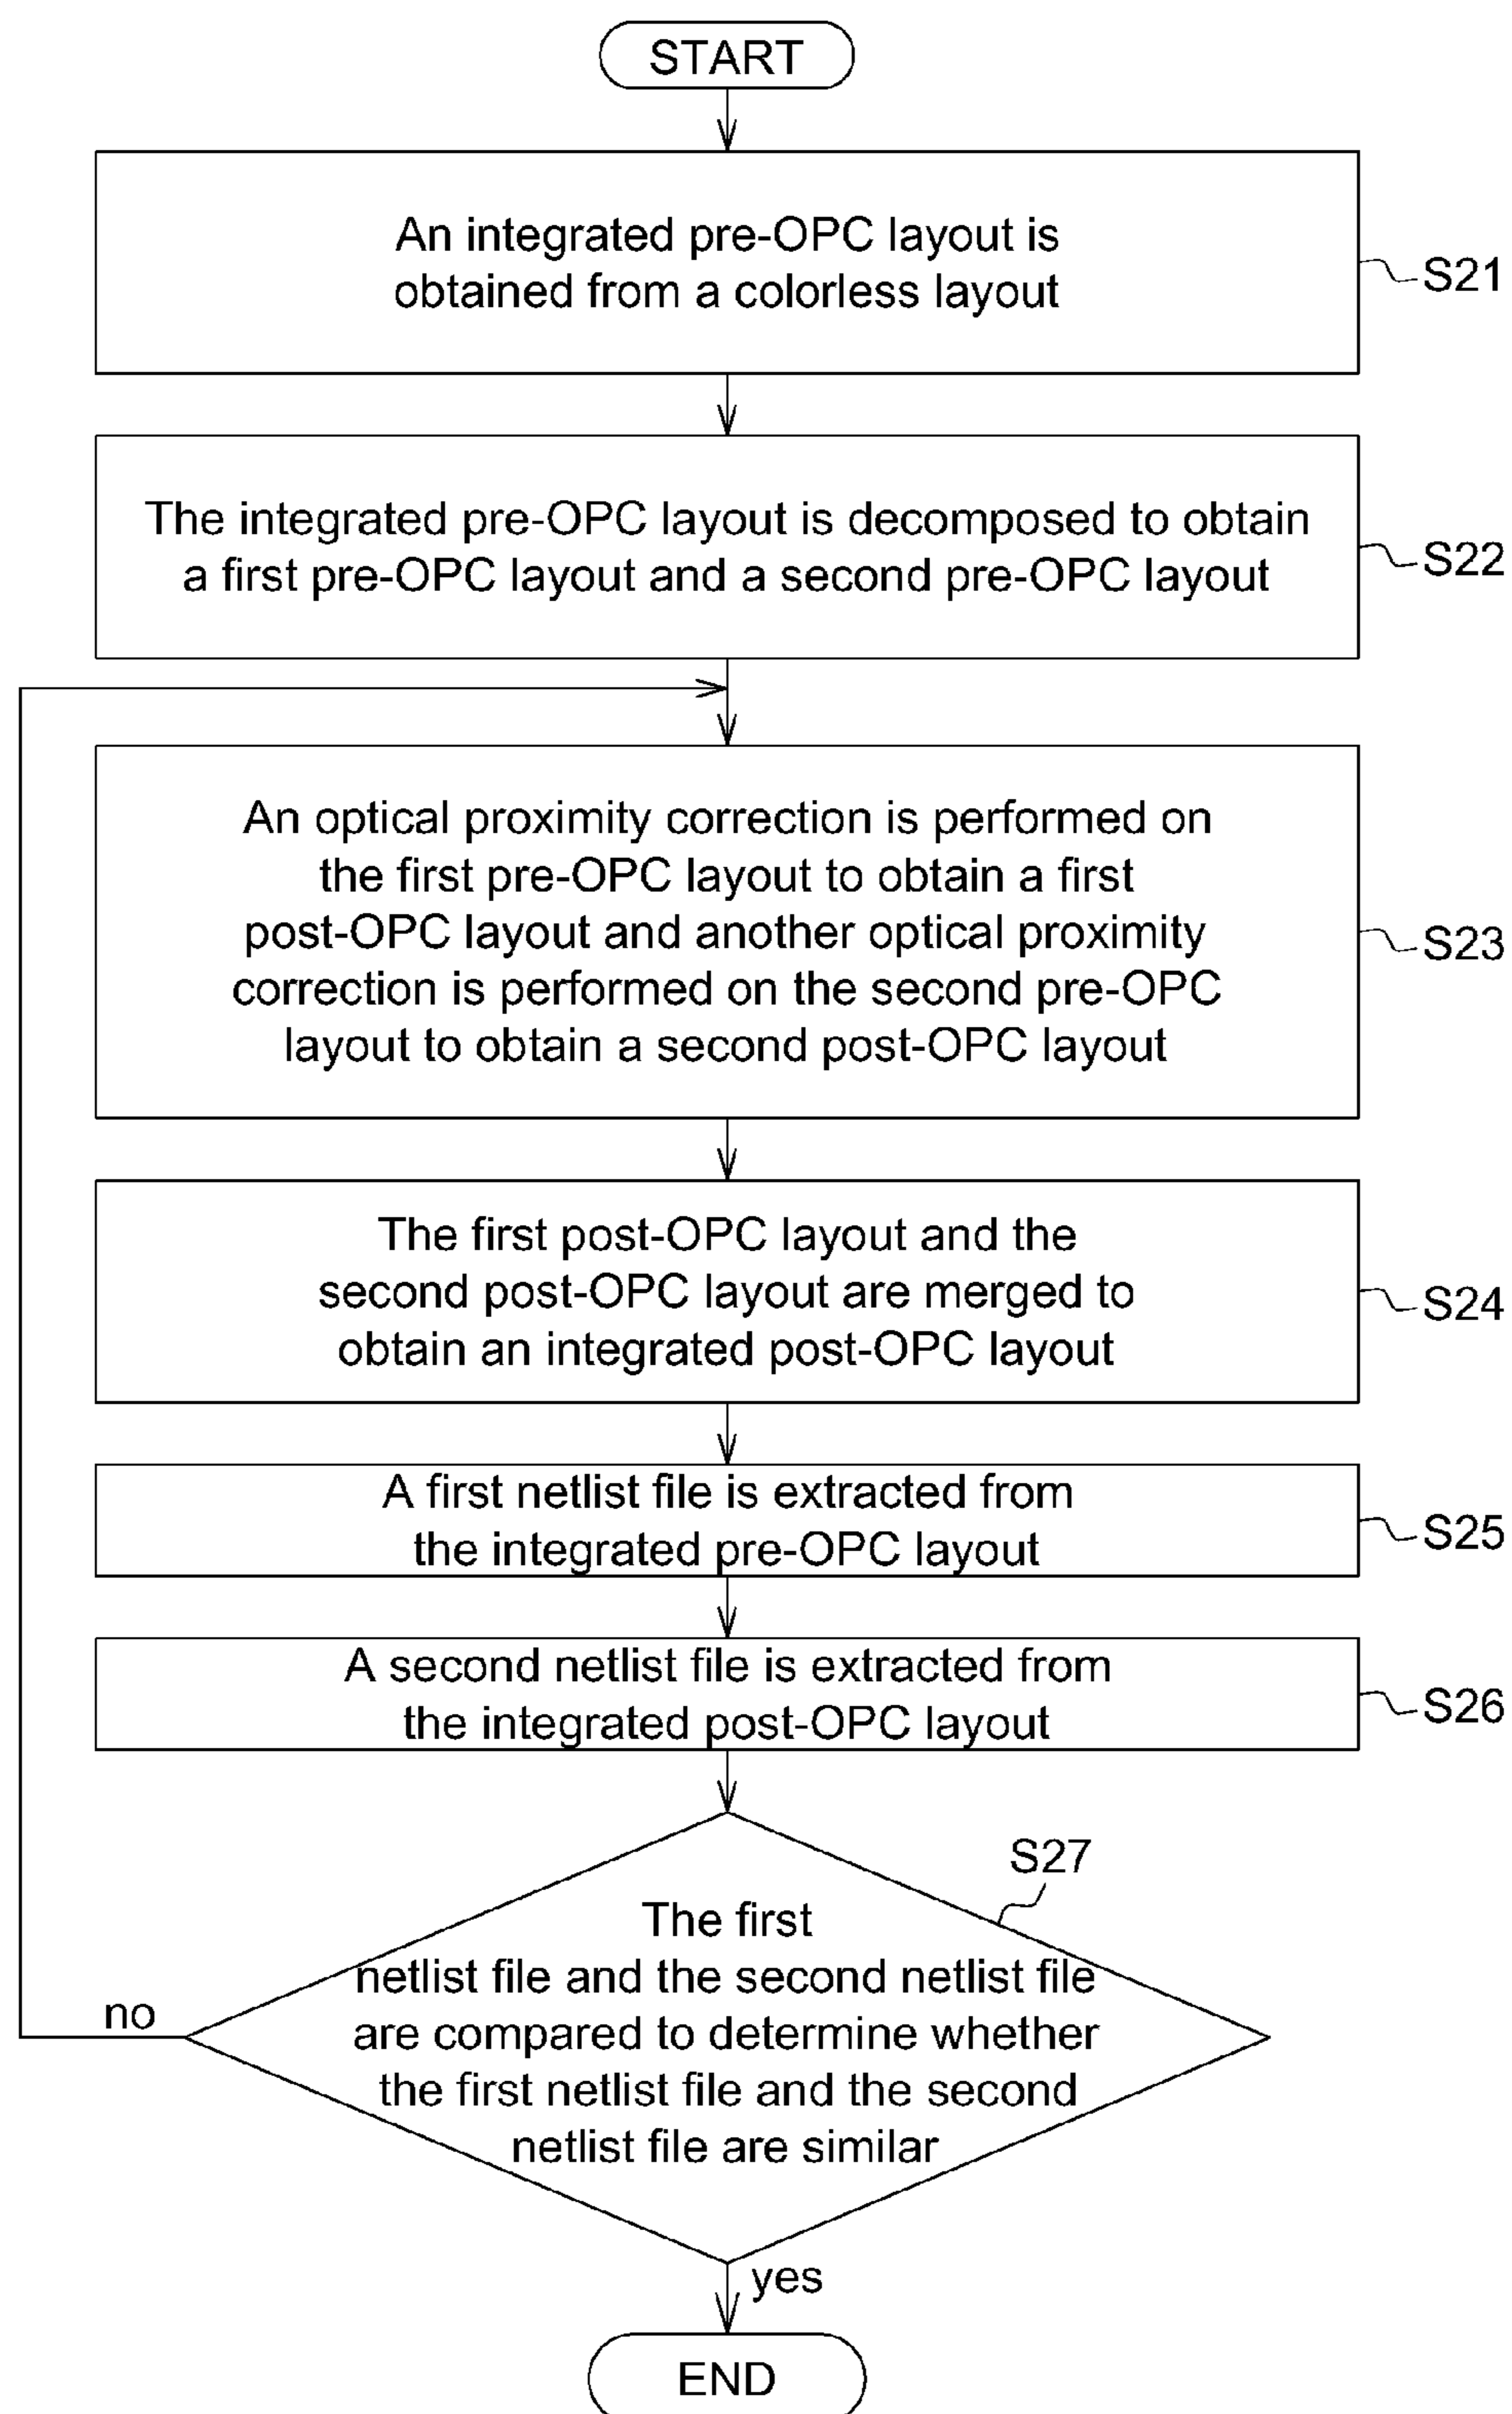 START
An integrated pre-OPC layout is
obtained from a colorless layout
S21
The integrated pre-OPC layout is decomposed to obtain
a first pre-OPC layout and a second pre-OPC layout
S22
An optical proximity correction is performed on
the first pre-OPC layout to obtain a first
post-OPC layout and another optical proximity
correction is performed on the second pre-OPC
layout to obtain a second post-OPC layout
S23
The first post-OPC layout and the
second post-OPC layout are merged to
obtain an integrated post-OPC layout
S24
A first netlist file is extracted from
the integrated pre-OPC layout
S25
A second netlist file is extracted from
the integrated post-OPC layout
S26
S27
The first
netlist file and the second netlist file
are compared to determine whether
the first netlist file and the second
netlist file are similar
no
yes
END